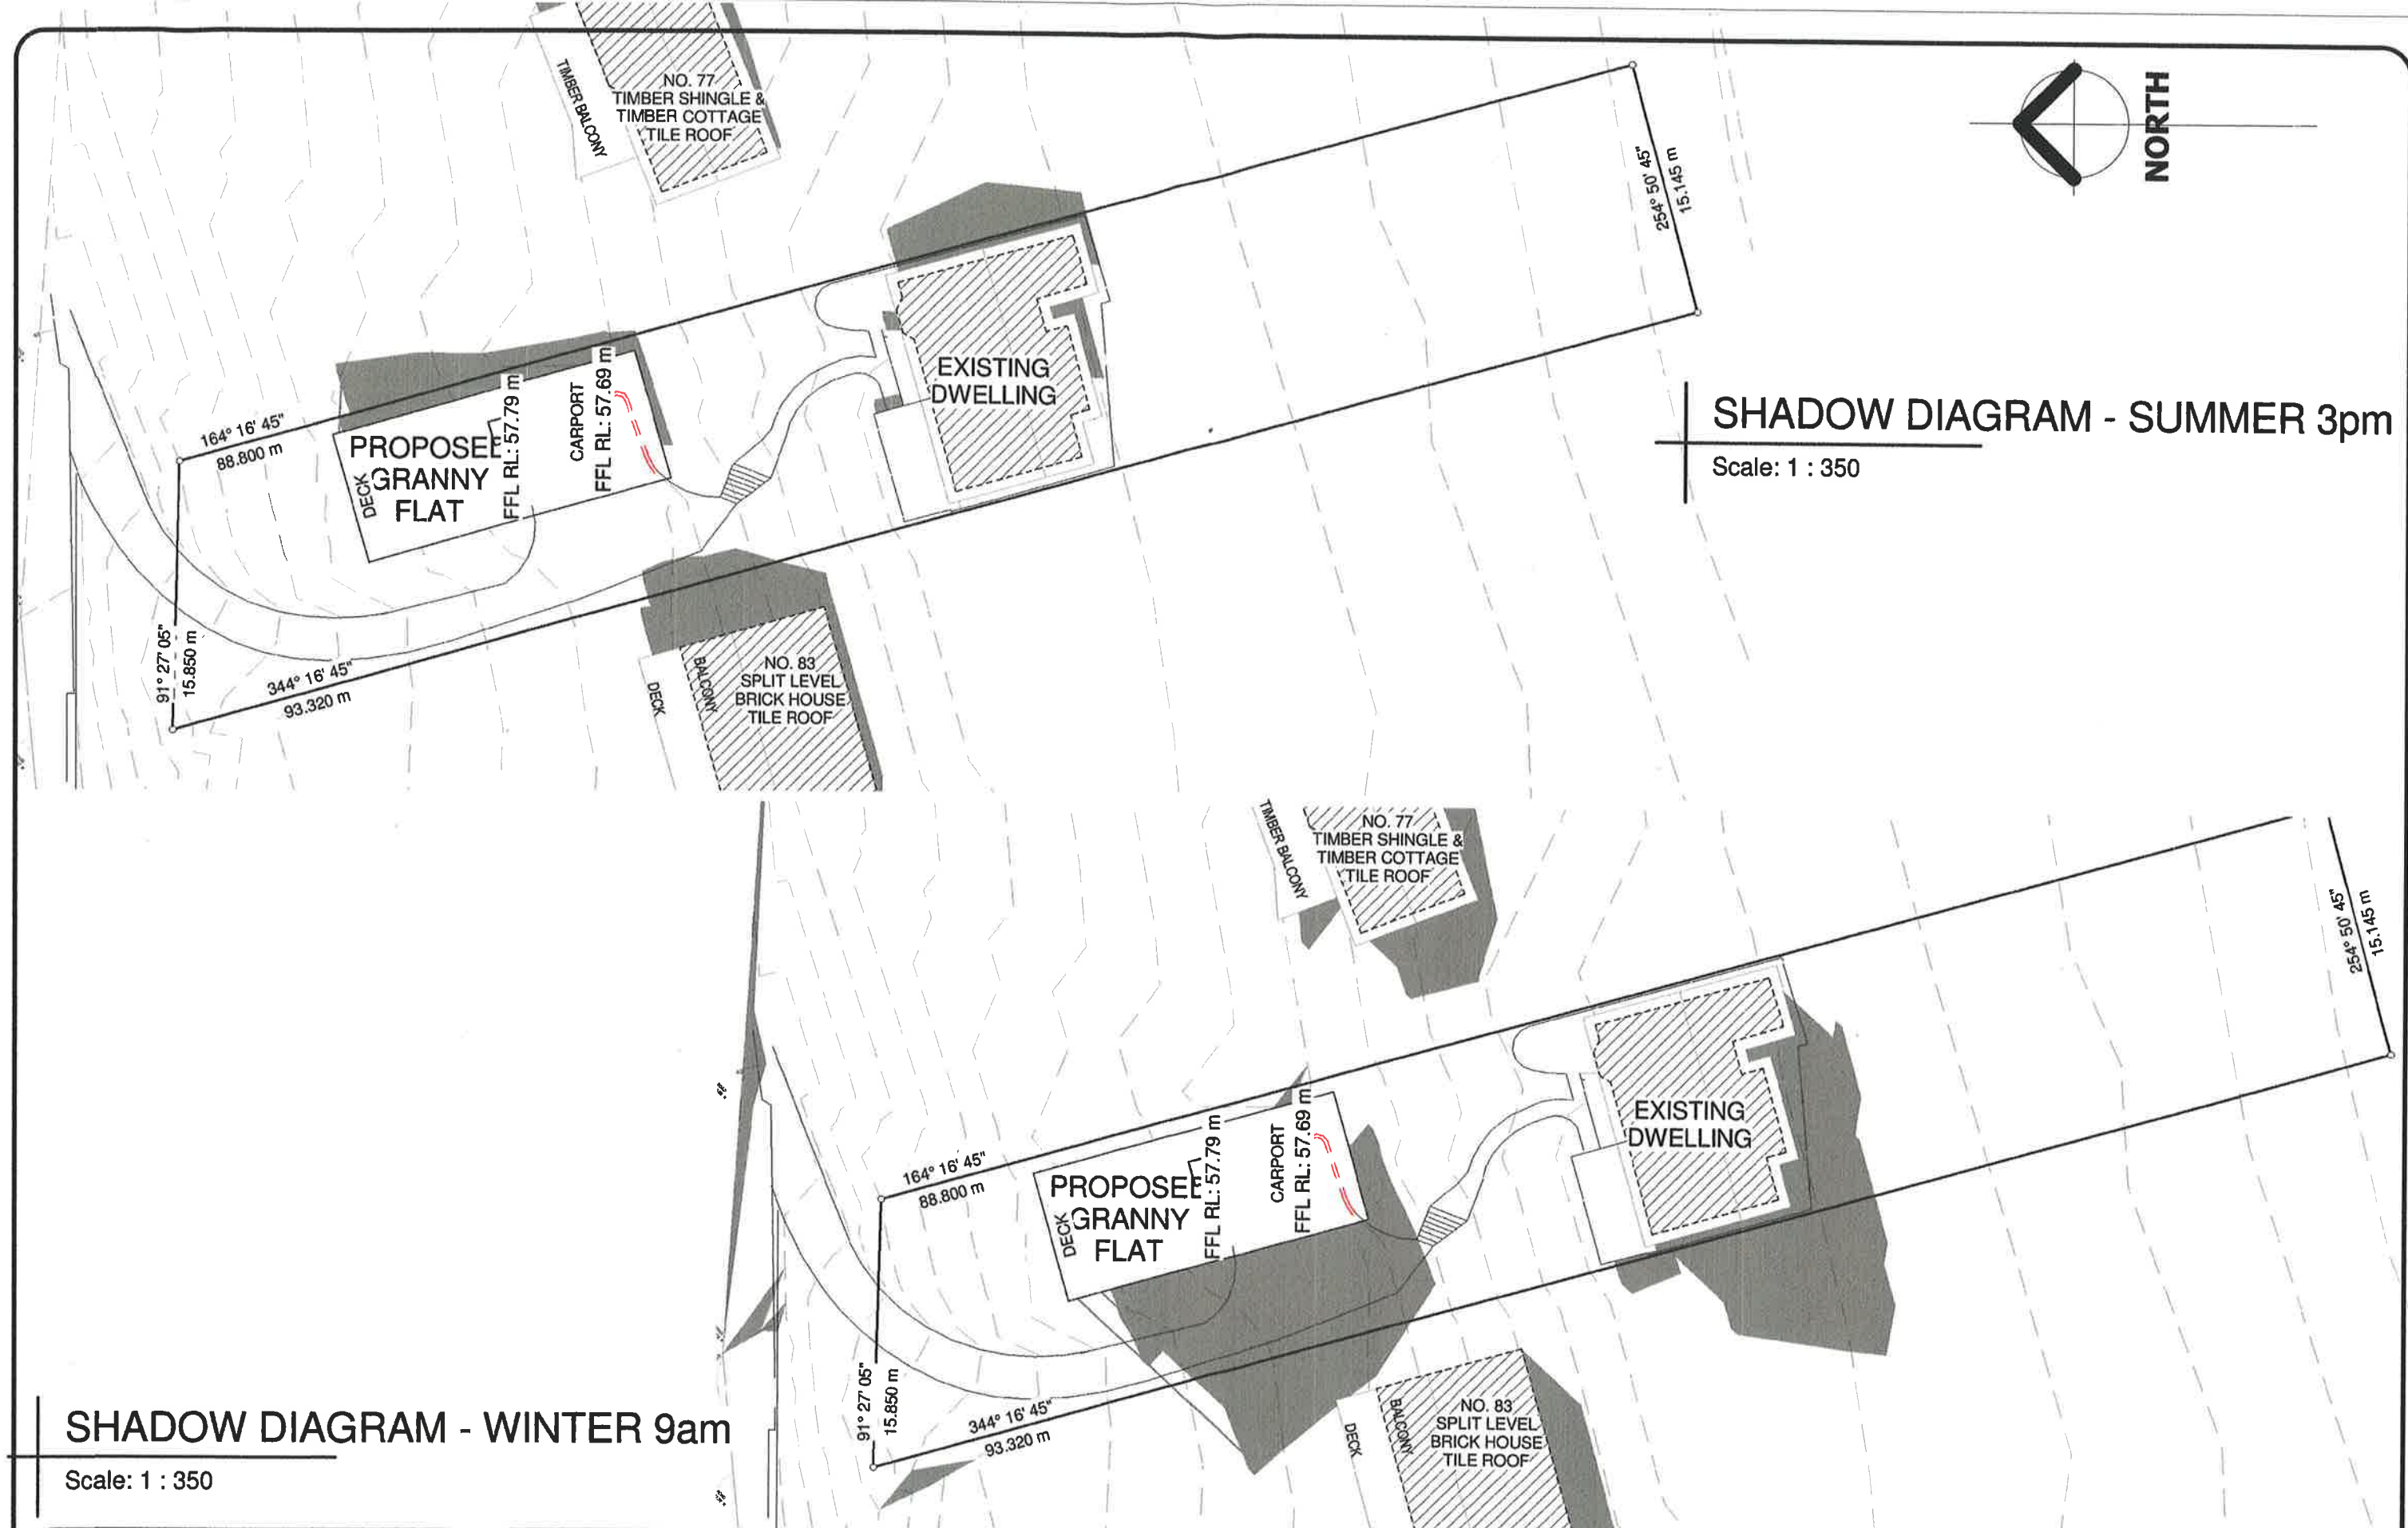 TIMBER BALCONY
NO. 77
TIMBER SHINGLE &
TIMBER COTTAGE
TILE ROOF
NORTH
254° 50' 45"
15.145 m
EXISTING
DWELLING
SHADOW DIAGRAM - SUMMER 3pm
Scale: 1 : 350
164° 16' 45"
88.800 m
PROPOSED
GRANNY
FLAT
DECK
FFL RL: 57.79 m
CARPORT
FFL RL: 57.69 m
91° 27' 05"
15.850 m
344° 16' 45"
93.320 m
DECK
BALCONY
NO. 83
SPLIT LEVEL
BRICK HOUSE
TILE ROOF
TIMBER BALCONY
NO. 77
TIMBER SHINGLE &
TIMBER COTTAGE
TILE ROOF
254° 50' 45"
15.145 m
EXISTING
DWELLING
164° 16' 45"
88.800 m
PROPOSED
GRANNY
FLAT
DECK
FFL RL: 57.79 m
CARPORT
FFL RL: 57.69 m
91° 27' 05"
15.850 m
344° 16' 45"
93.320 m
DECK
BALCONY
NO. 83
SPLIT LEVEL
BRICK HOUSE
TILE ROOF
SHADOW DIAGRAM - WINTER 9am
Scale: 1 : 350